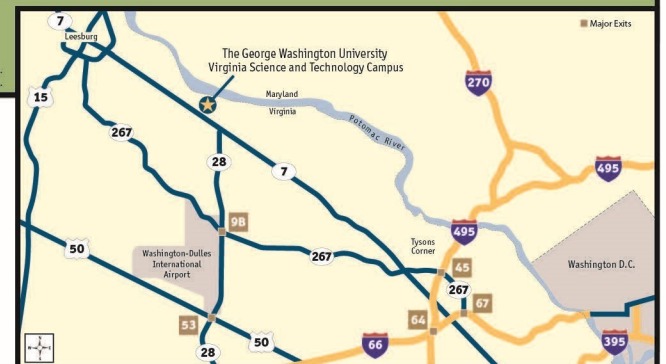 7
Leesburg
The George Washington University
Virginia Science and Technology Campus
Major Exits
15
270
Maryland
Virginia
Potomac River
267
28
7
495
9B
495
50
Washington-Dulles
International
Airport
267
Tysons
Corner
45
Washington D.C.
267
67
53
64
50
28
66
395